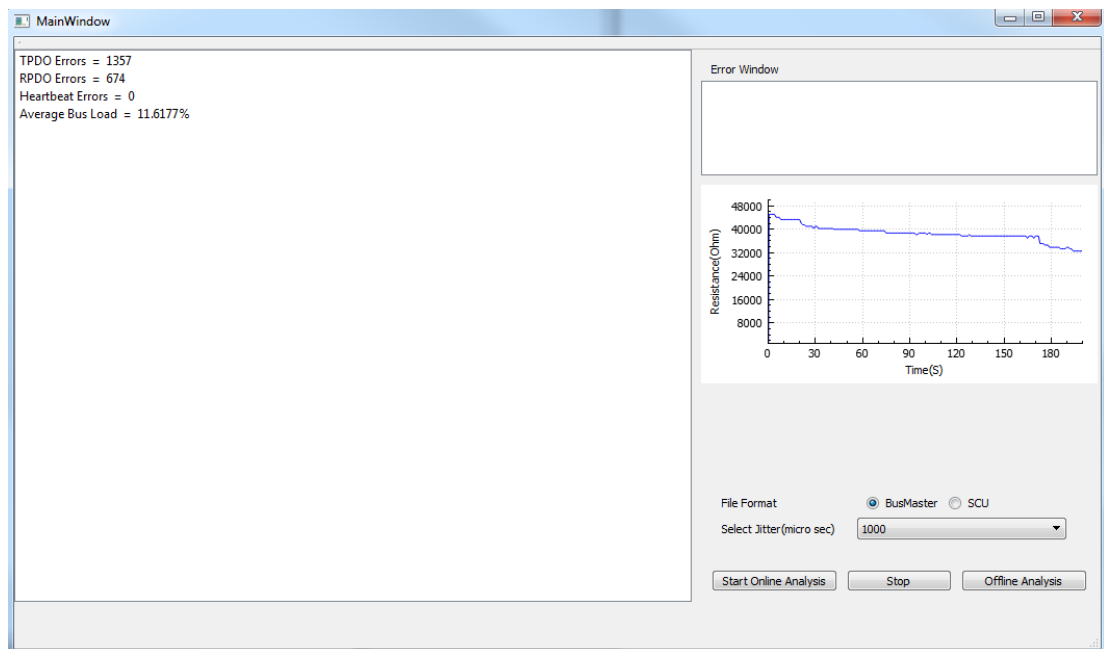 MainWindow
TPDO Errors = 1357
RPDO Errors = 674
Heartbeat Errors = 0
Average Bus Load = 11.6177%
Error Window
48000
40000
32000
24000
16000
8000
Resistance(Ohm)
0 30 60 90 120 150 180
Time(S)
File Format BusMaster SCU
Select Jitter(micro sec) 1000
Start Online Analysis Stop Offline Analysis